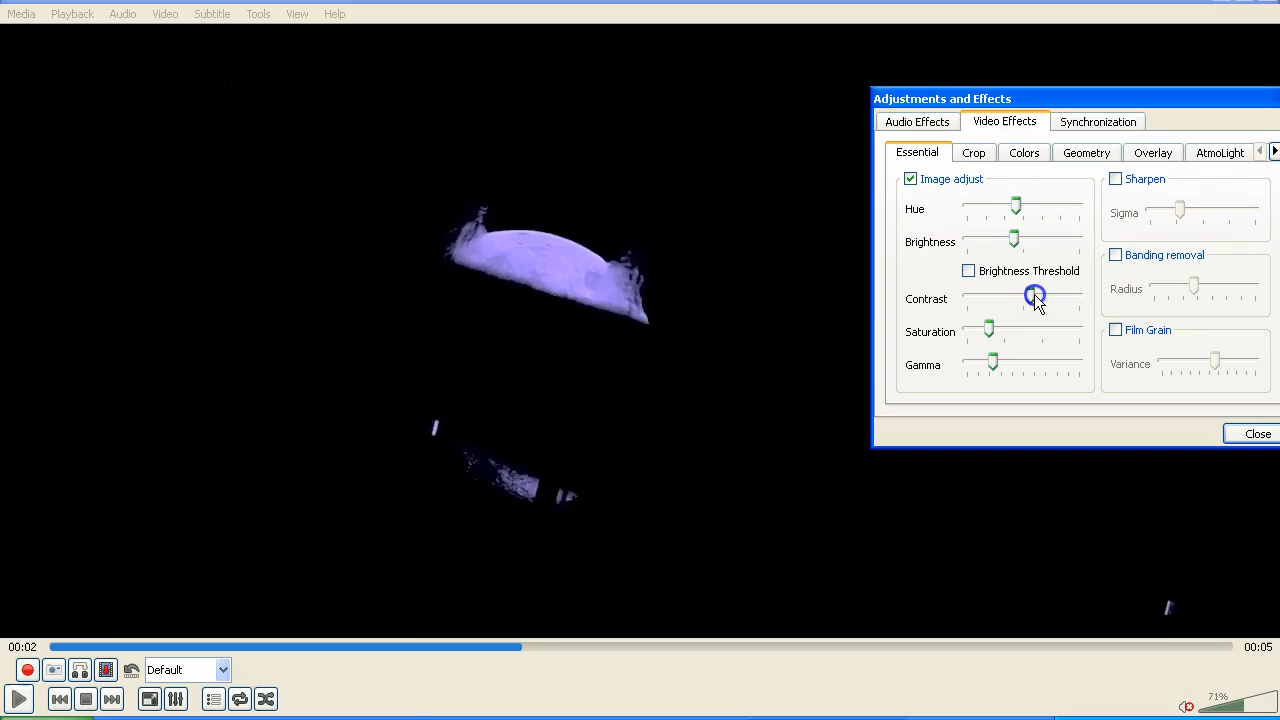 Media Playback Audio Video Subtitle Tools View Help
Adjustments and Effects
Audio Effects Video Effects Synchronization
Essential Crop Colors Geometry Overlay AtmoLight
Image adjust
Hue
Brightness
Brightness Threshold
Contrast
Saturation
Gamma
Sharpen
Sigma
Banding removal
Radius
Film Grain
Variance
Close
00:02 00:05
Default
71%